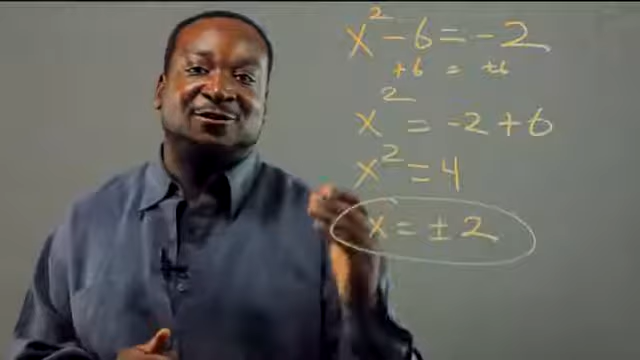 x² - 6 = -2
+6 = +6
x² = -2 + 6
x² = 4
x = ± 2